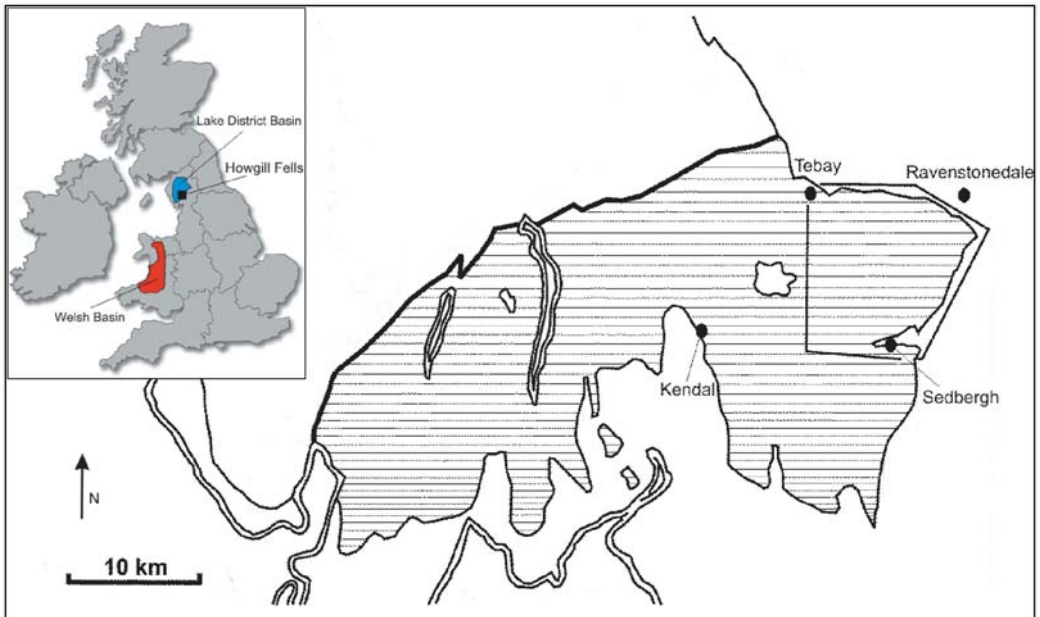 Lake District Basin
Howgill Fells
Welsh Basin
Tebay
Ravenstonedale
Kendal
Sedbergh
N
10 km